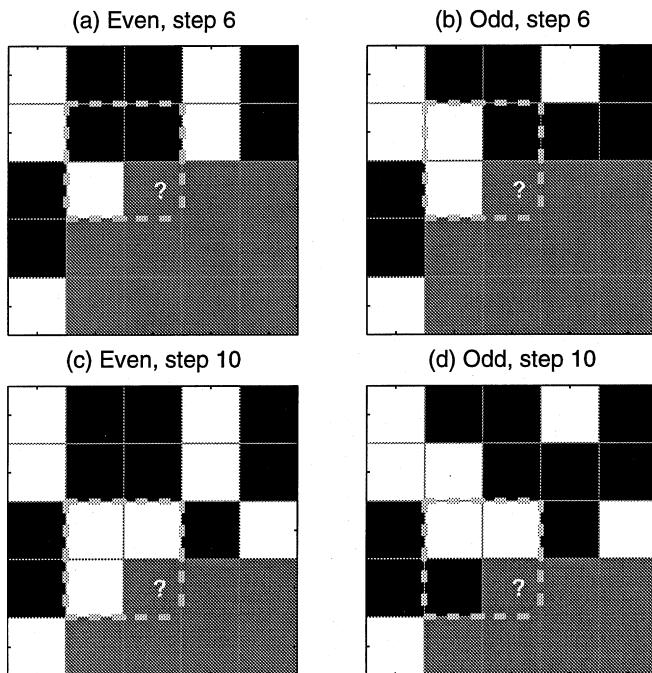 (a) Even, step 6
(b) Odd, step 6
?
?
(c) Even, step 10
(d) Odd, step 10
?
?